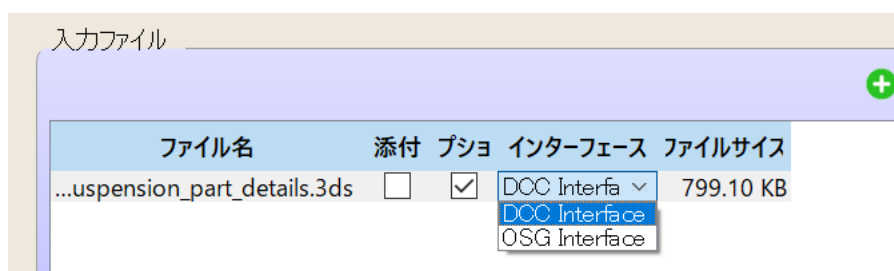 入力ファイル
ファイル名 添付 プショ インターフェース ファイルサイズ
...uspension_part_details.3ds DCC Interfa 799.10 KB
DCC Interface
OSG Interface